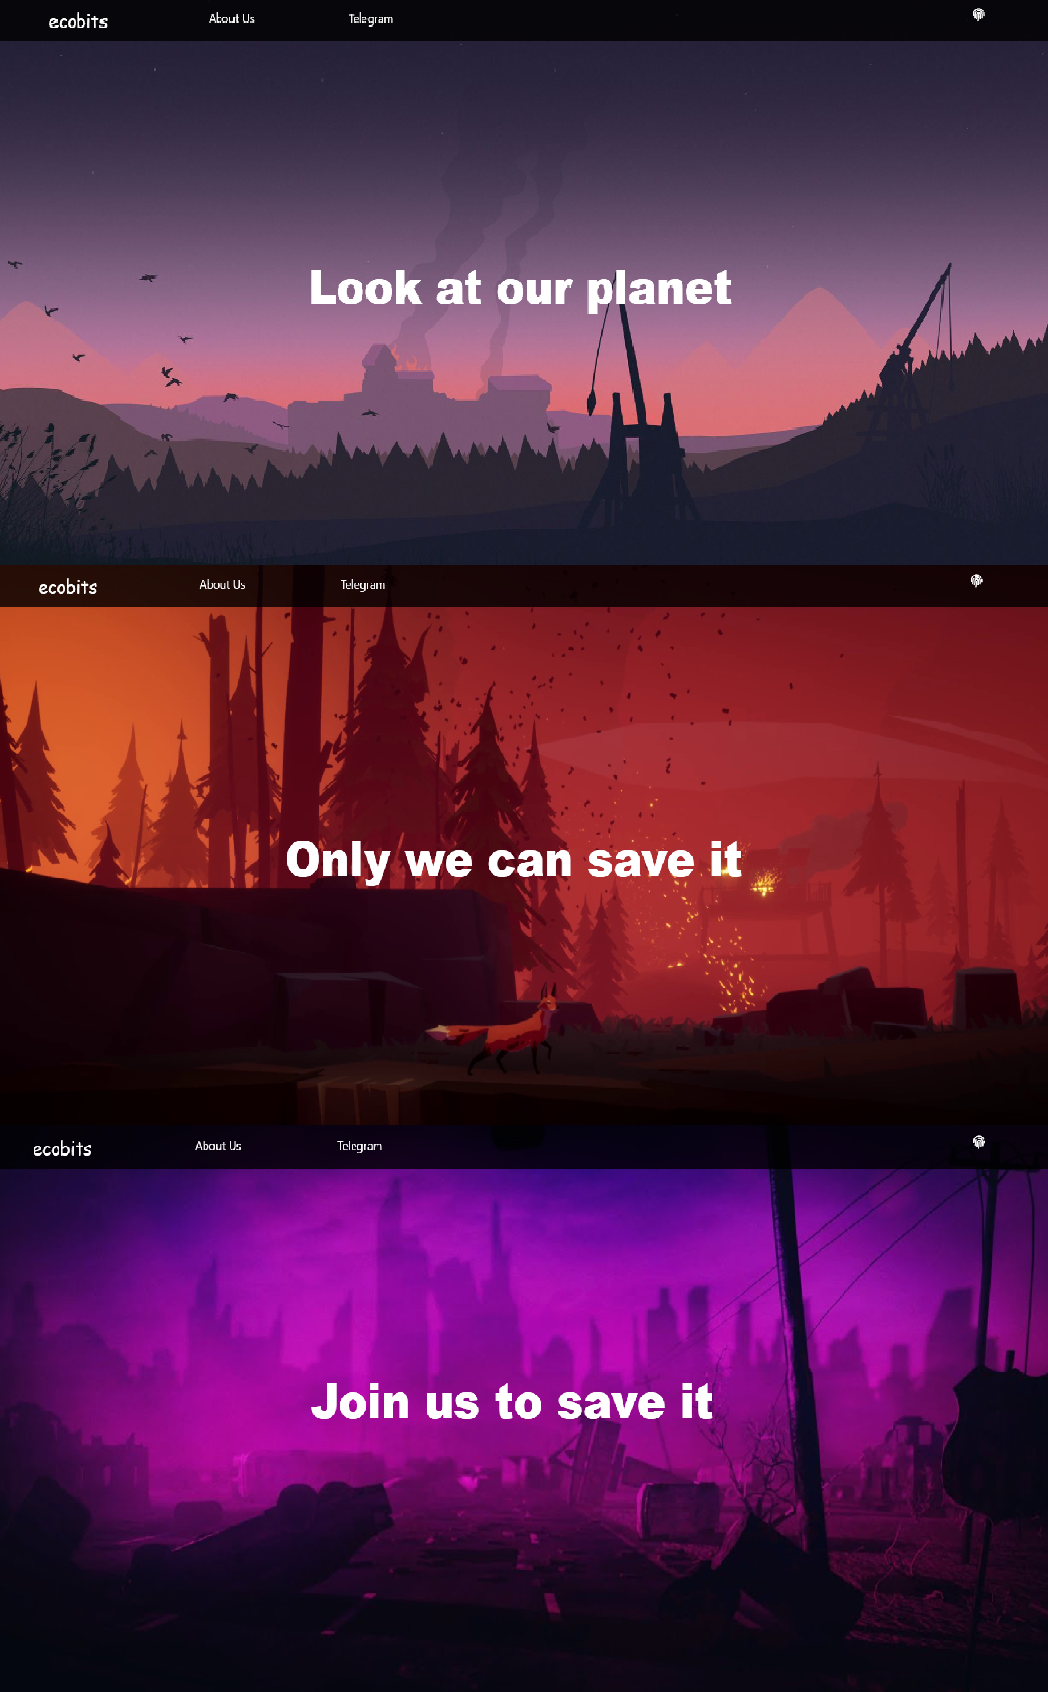 ecobits About Us Telegram
Look at our planet
ecobits About Us Telegram
Only we can save it
ecobits About Us Telegram
Join us to save it